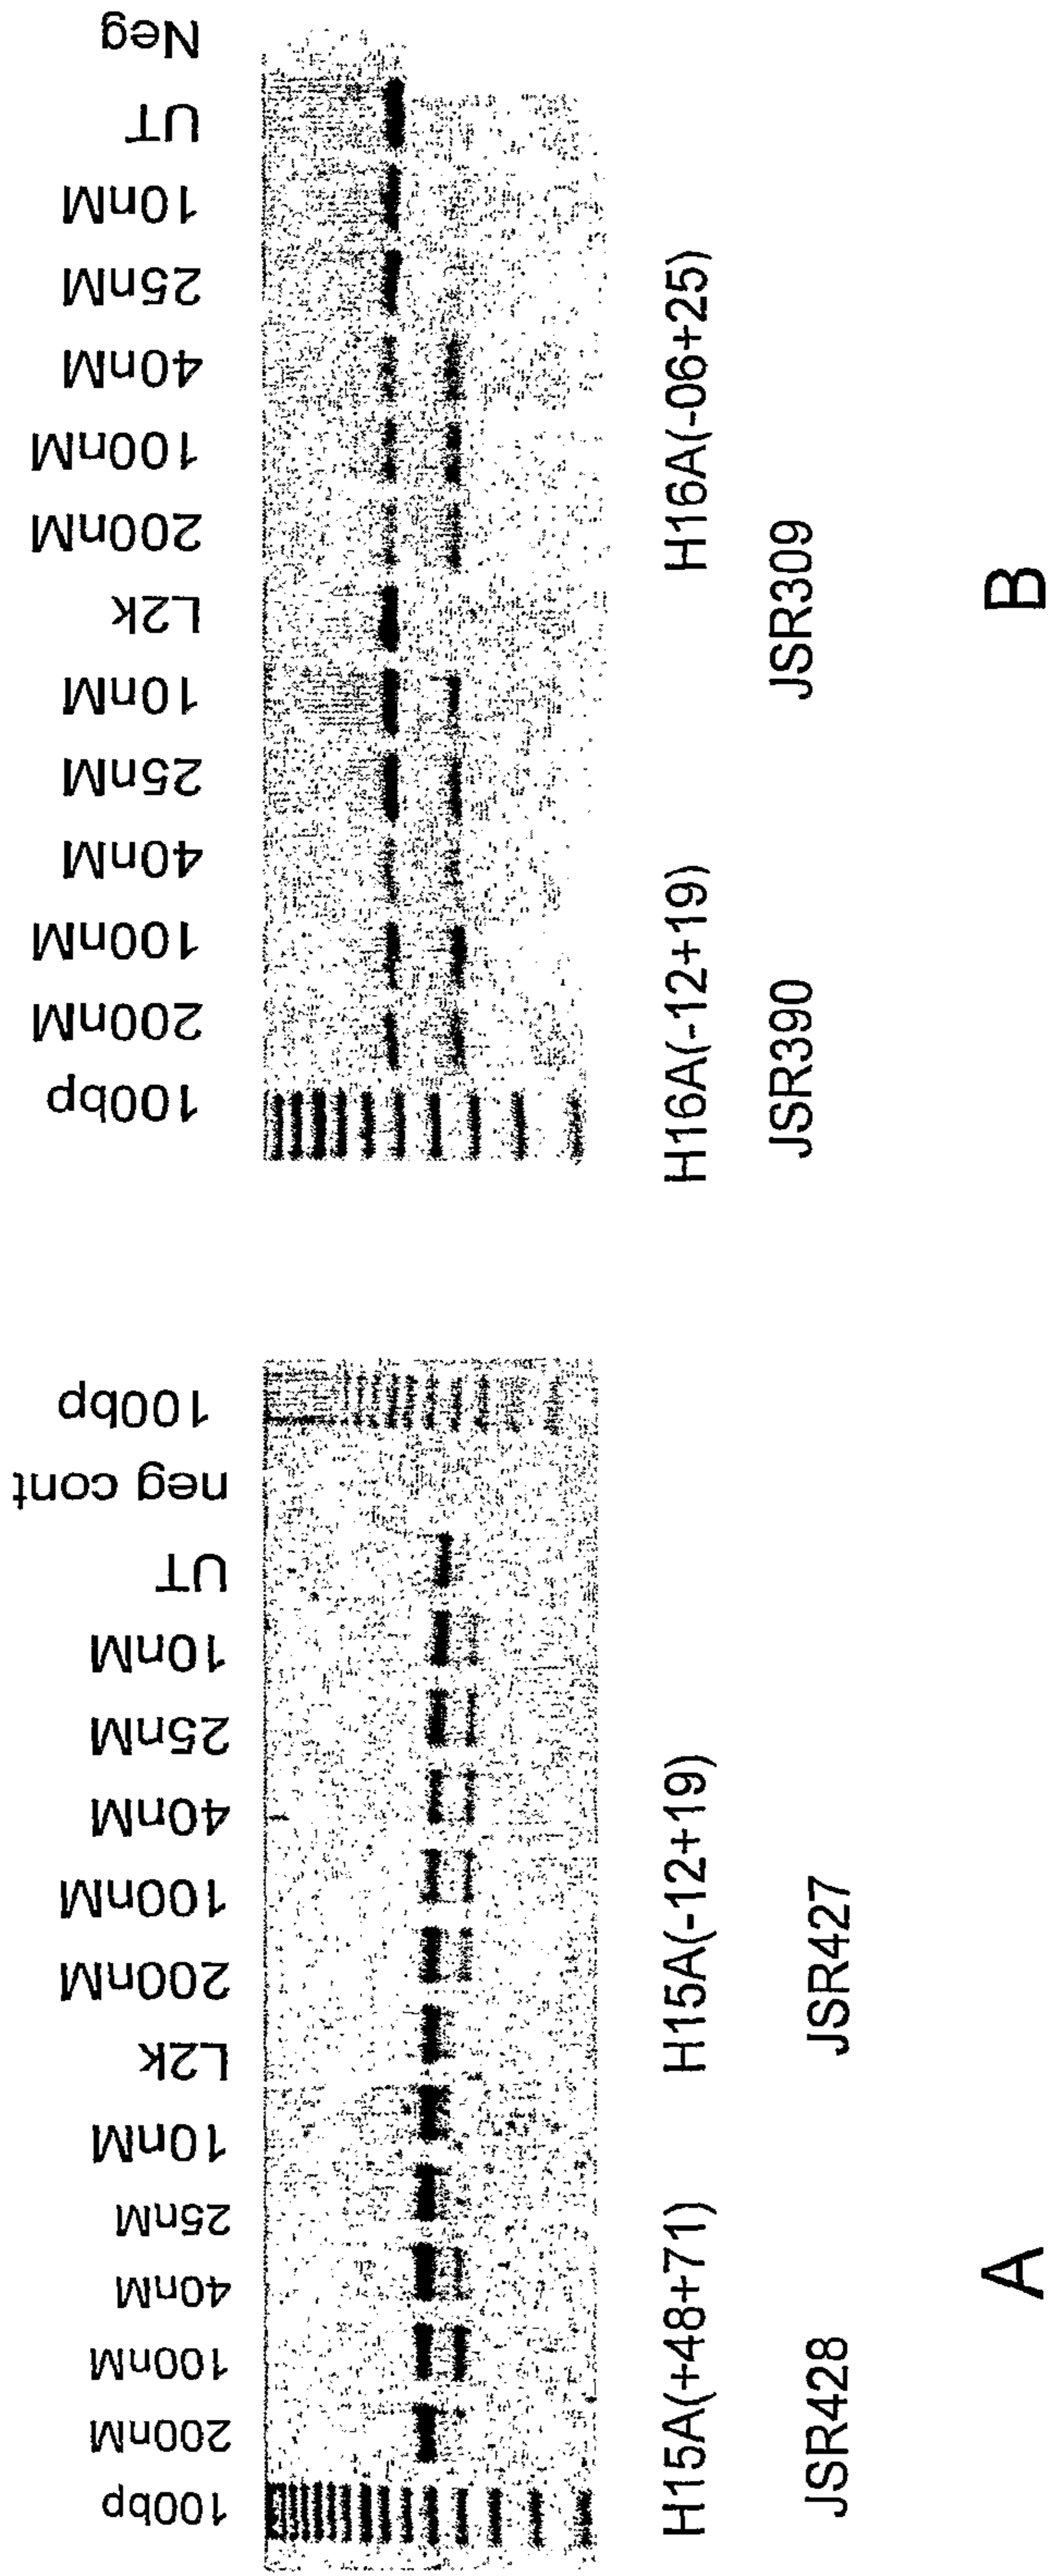 100bp
200nM
100nM
40nM
25nM
10nM
L2k
200nM
100nM
40nM
25nM
10nM
UT
neg cont
100bp
H15A(+48+71)
H15A(-12+19)
JSR428
JSR427
A
100bp
200nM
100nM
40nM
25nM
10nM
L2k
200nM
100nM
40nM
25nM
10nM
UT
Neg
H16A(-12+19)
H16A(-06+25)
JSR390
JSR309
B